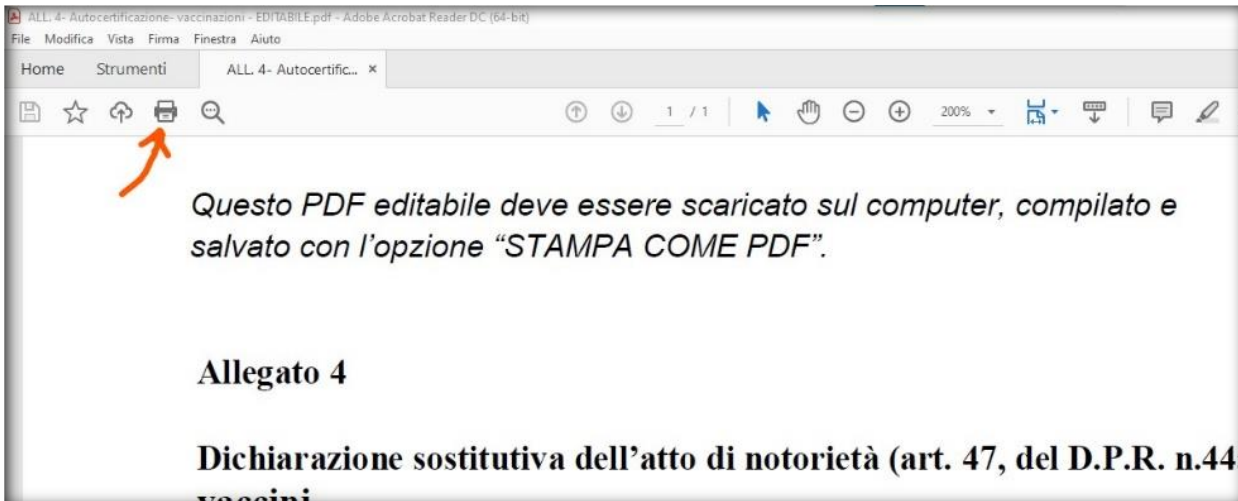 ALL. 4- Autocertificazione- vaccinazioni - EDITABILE.pdf - Adobe Acrobat Reader DC (64-bit)
File Modifica Vista Firma Finestra Aiuto
Home Strumenti ALL. 4- Autocertific... ×
1 / 1 200%
Questo PDF editabile deve essere scaricato sul computer, compilato e
salvato con l’opzione “STAMPA COME PDF”.
Allegato 4
Dichiarazione sostitutiva dell’atto di notorietà (art. 47, del D.P.R. n.44
vaccini